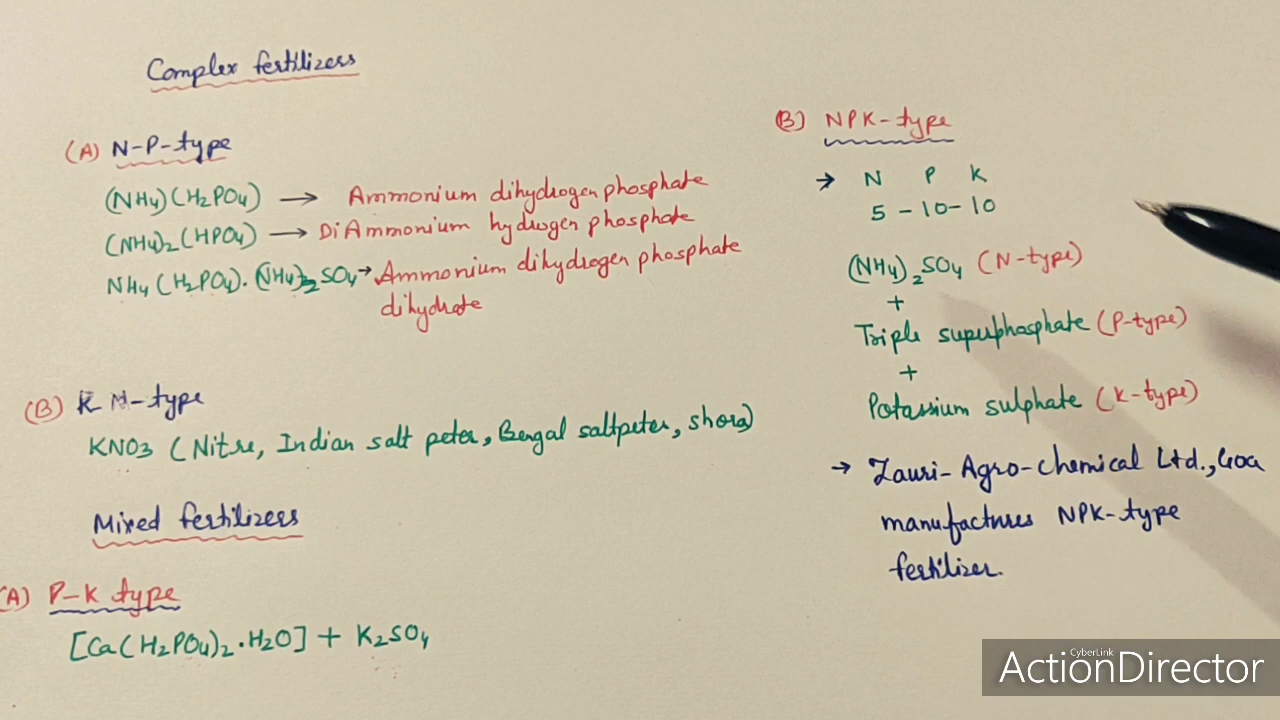 Complex fertilizers
(A) N-P-type
(NH4)(H2PO4) → Ammonium dihydrogen phosphate
(NH4)2(HPO4) → DiAmmonium hydrogen phosphate
NH4(H2PO4).(NH4)2SO4 → Ammonium dihydrogen phosphate
dihydrate
(B) K N-type
KNO3 (Nitre, Indian salt peter, Bengal saltpeter, shora)
Mixed fertilizers
(A) P-K type
[Ca(H2PO4)2·H2O] + K2SO4
(B) NPK-type
→ N P K
5-10-10
(NH4)2SO4 (N-type)
+
Triple superphosphate (P-type)
+
Potassium sulphate (K-type)
→ Zauri-Agro-chemical Ltd., Goa
manufactures NPK-type
fertilizer.
CyberLink
ActionDirector